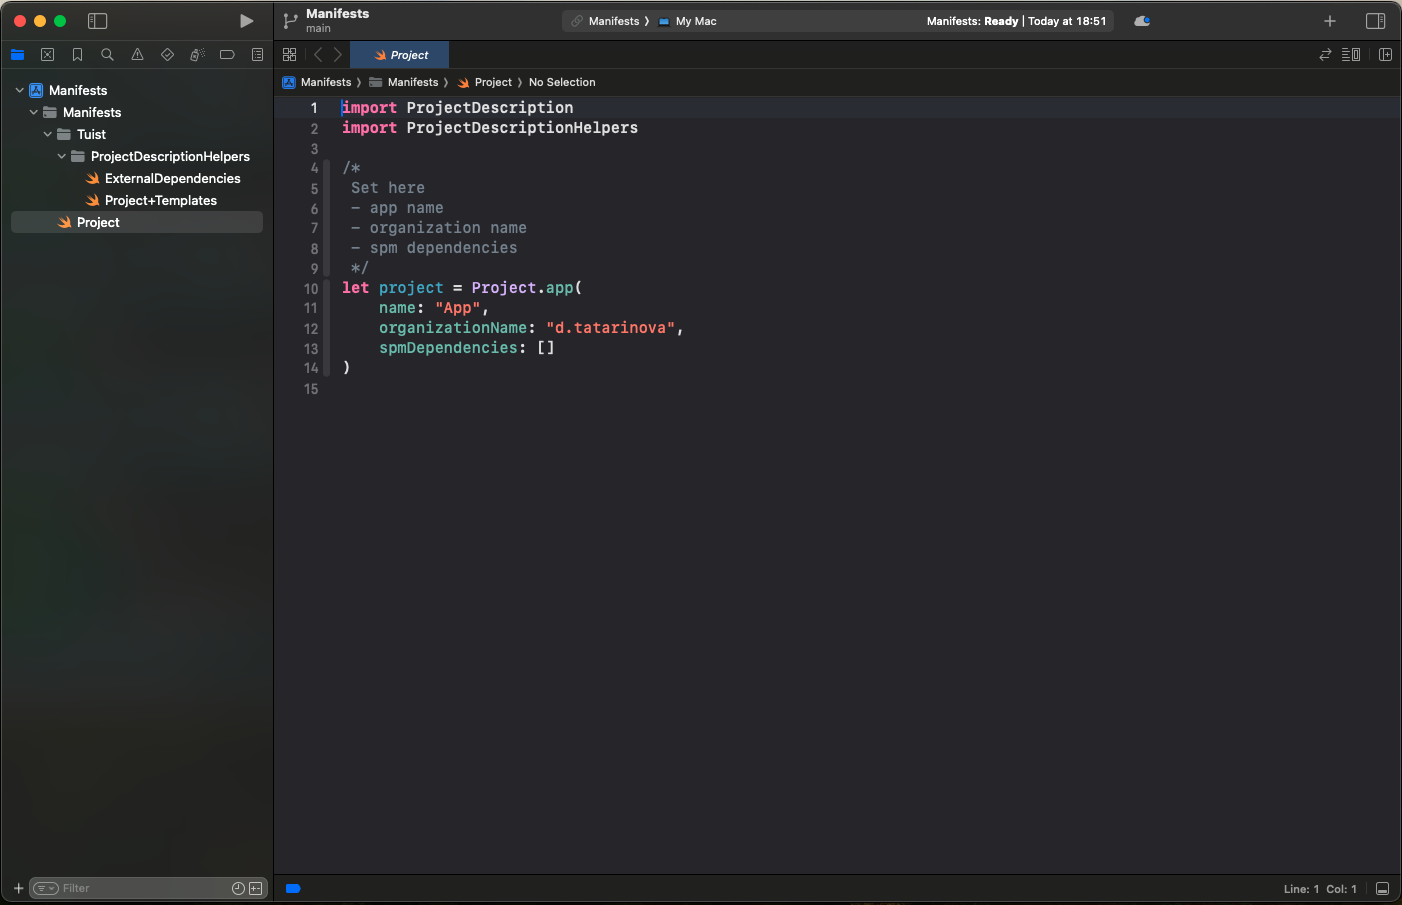 Manifests
main
Manifests ❯ My Mac
Manifests: Ready | Today at 18:51
Project
Manifests ❯ Manifests ❯ Project ❯ No Selection
Manifests
Manifests
Tuist
ProjectDescriptionHelpers
ExternalDependencies
Project+Templates
Project
1 import ProjectDescription
2 import ProjectDescriptionHelpers
3
4 /*
5  Set here
6  - app name
7  - organization name
8  - spm dependencies
9  */
10 let project = Project.app(
11     name: "App",
12     organizationName: "d.tatarinova",
13     spmDependencies: []
14 )
15
Filter
Line: 1 Col: 1